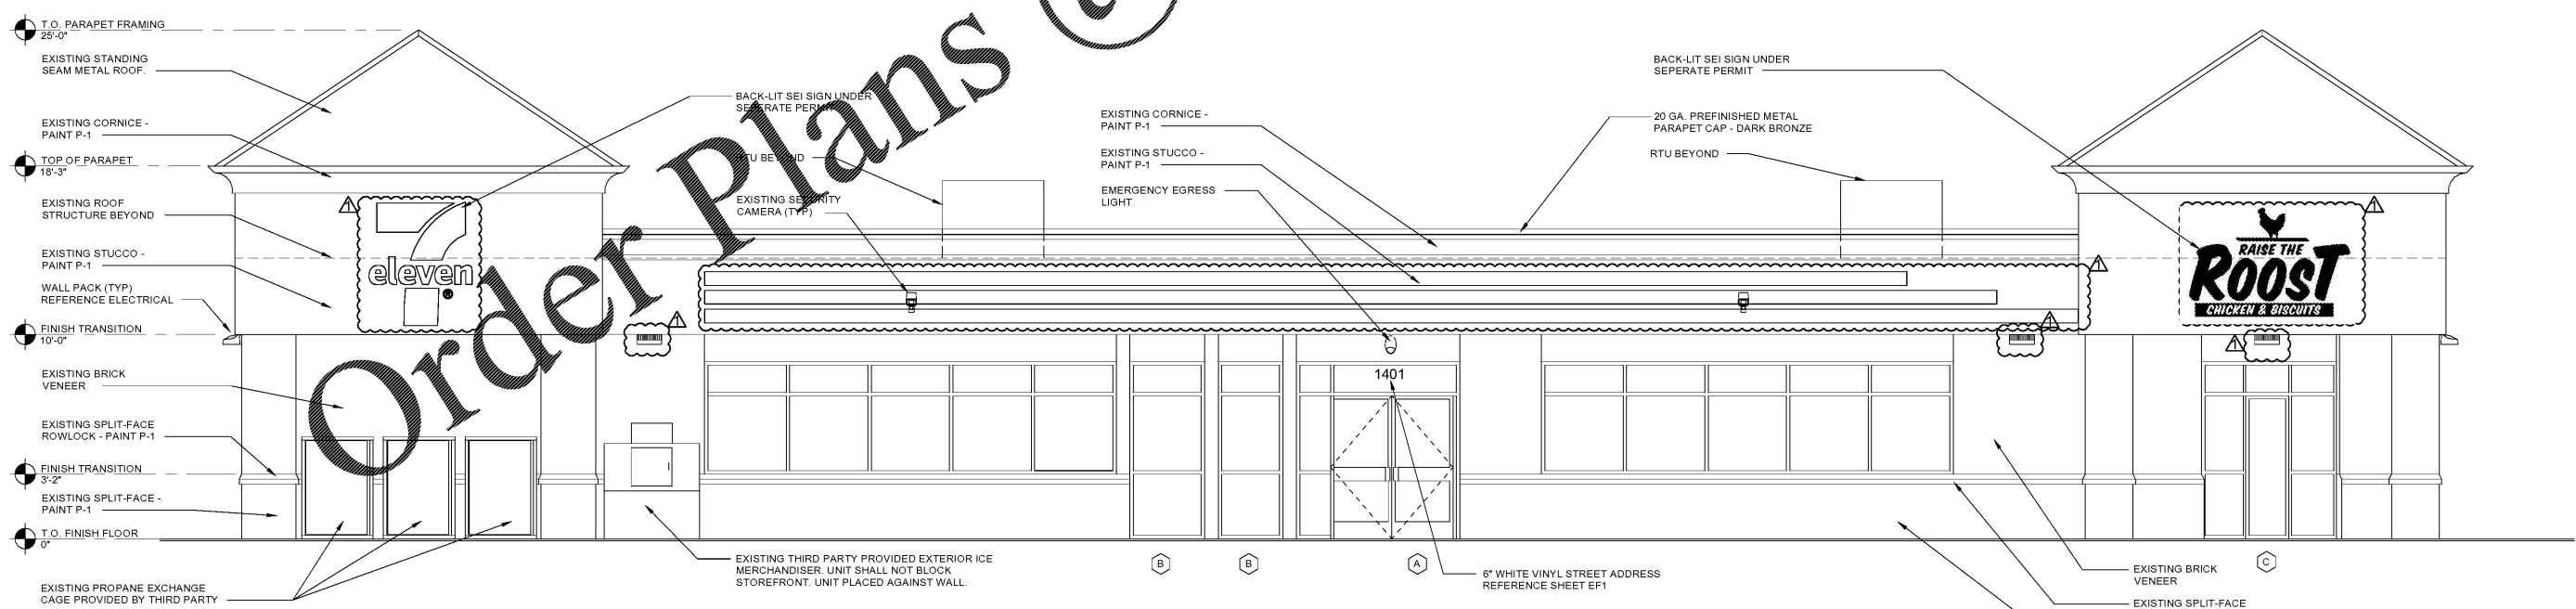 T.O. PARAPET FRAMING
25'-0"
EXISTING STANDING
SEAM METAL ROOF.
EXISTING CORNICE -
PAINT P-1
TOP OF PARAPET
18'-3"
EXISTING ROOF
STRUCTURE BEYOND
EXISTING STUCCO -
PAINT P-1
WALL PACK (TYP)
REFERENCE ELECTRICAL
FINISH TRANSITION
10'-0"
EXISTING BRICK
VENEER
EXISTING SPLIT-FACE
ROWLOCK - PAINT P-1
FINISH TRANSITION
3'-2"
EXISTING SPLIT-FACE -
PAINT P-1
T.O. FINISH FLOOR
0"
EXISTING PROPANE EXCHANGE
CAGE PROVIDED BY THIRD PARTY
1
7
eleven
®
1
Order Plans @
BACK-LIT SEI SIGN UNDER
SEPERATE PERMIT
RTU BEYOND
EXISTING SECURITY
CAMERA (TYP)
EXISTING THIRD PARTY PROVIDED EXTERIOR ICE
MERCHANDISER. UNIT SHALL NOT BLOCK
STOREFRONT. UNIT PLACED AGAINST WALL.
EXISTING CORNICE -
PAINT P-1
EXISTING STUCCO -
PAINT P-1
EMERGENCY EGRESS
LIGHT
1401
B
B
A
6" WHITE VINYL STREET ADDRESS
REFERENCE SHEET EF1
BACK-LIT SEI SIGN UNDER
SEPERATE PERMIT
20 GA. PREFINISHED METAL
PARAPET CAP - DARK BRONZE
RTU BEYOND
1
1
1
RAISE THE
ROOST
CHICKEN & BISCUITS
1
C
EXISTING BRICK
VENEER
EXISTING SPLIT-FACE